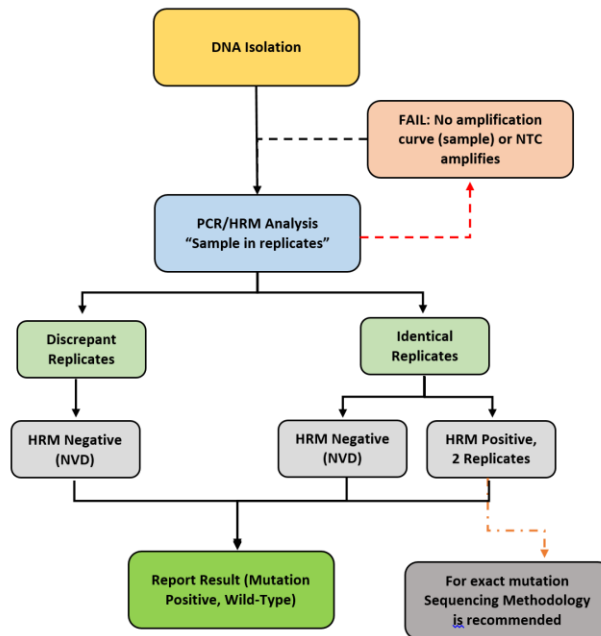 DNA Isolation
FAIL: No amplification
curve (sample) or NTC
amplifies
PCR/HRM Analysis
“Sample in replicates”
Discrepant
Replicates
Identical
Replicates
HRM Negative
(NVD)
HRM Negative
(NVD)
HRM Positive,
2 Replicates
Report Result (Mutation
Positive, Wild-Type)
For exact mutation
Sequencing Methodology
is recommended